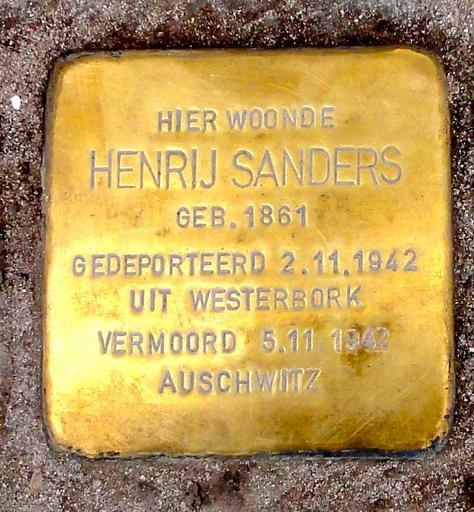 HIER WOONDE
HENRIJ SANDERS
GEB. 1861
GEDEPORTEERD 2.11.1942
UIT WESTERBORK
VERMOORD 5.11 1942
AUSCHWITZ